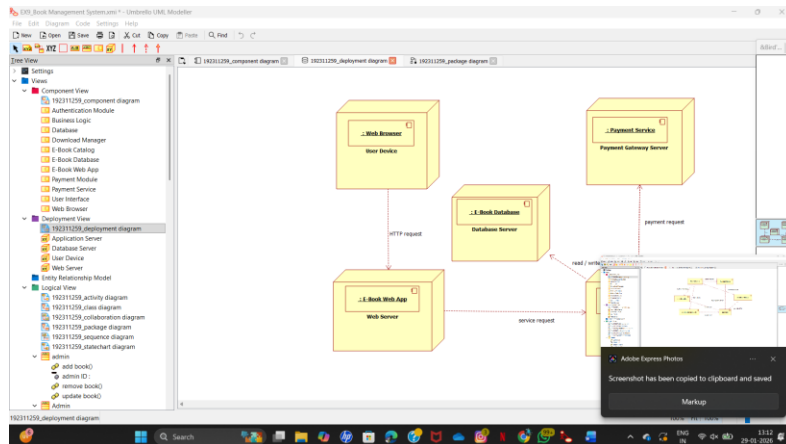 EX9_Book Management System.xmi * - Umbrello UML Modeller
File Edit Diagram Code Settings Help
New Open Save Cut Copy Paste Find
XYZ
Tree View
192311259_component diagram
192311259_deployment diagram
192311259_package diagram
Settings
Views
Component View
192311259_component diagram
Authentication Module
Business Logic
Database
Download Manager
E-Book Catalog
E-Book Database
E-Book Web App
Payment Module
Payment Service
User Interface
Web Browser
Deployment View
192311259_deployment diagram
Application Server
Database Server
User Device
Web Server
Entity Relationship Model
Logical View
192311259_activity diagram
192311259_class diagram
192311259_collaboration diagram
192311259_package diagram
192311259_sequence diagram
192311259_statechart diagram
admin
add book()
admin ID :
remove book()
update book()
Admin
: Web Browser
User Device
: Payment Service
Payment Gateway Server
: E-Book Database
Database Server
HTTP request
payment request
read / write
: E-Book Web App
Web Server
service request
Adobe Express Photos
Screenshot has been copied to clipboard and saved
Markup
192311259_deployment diagram
Search
ENG
IN
13:12
29-01-2026